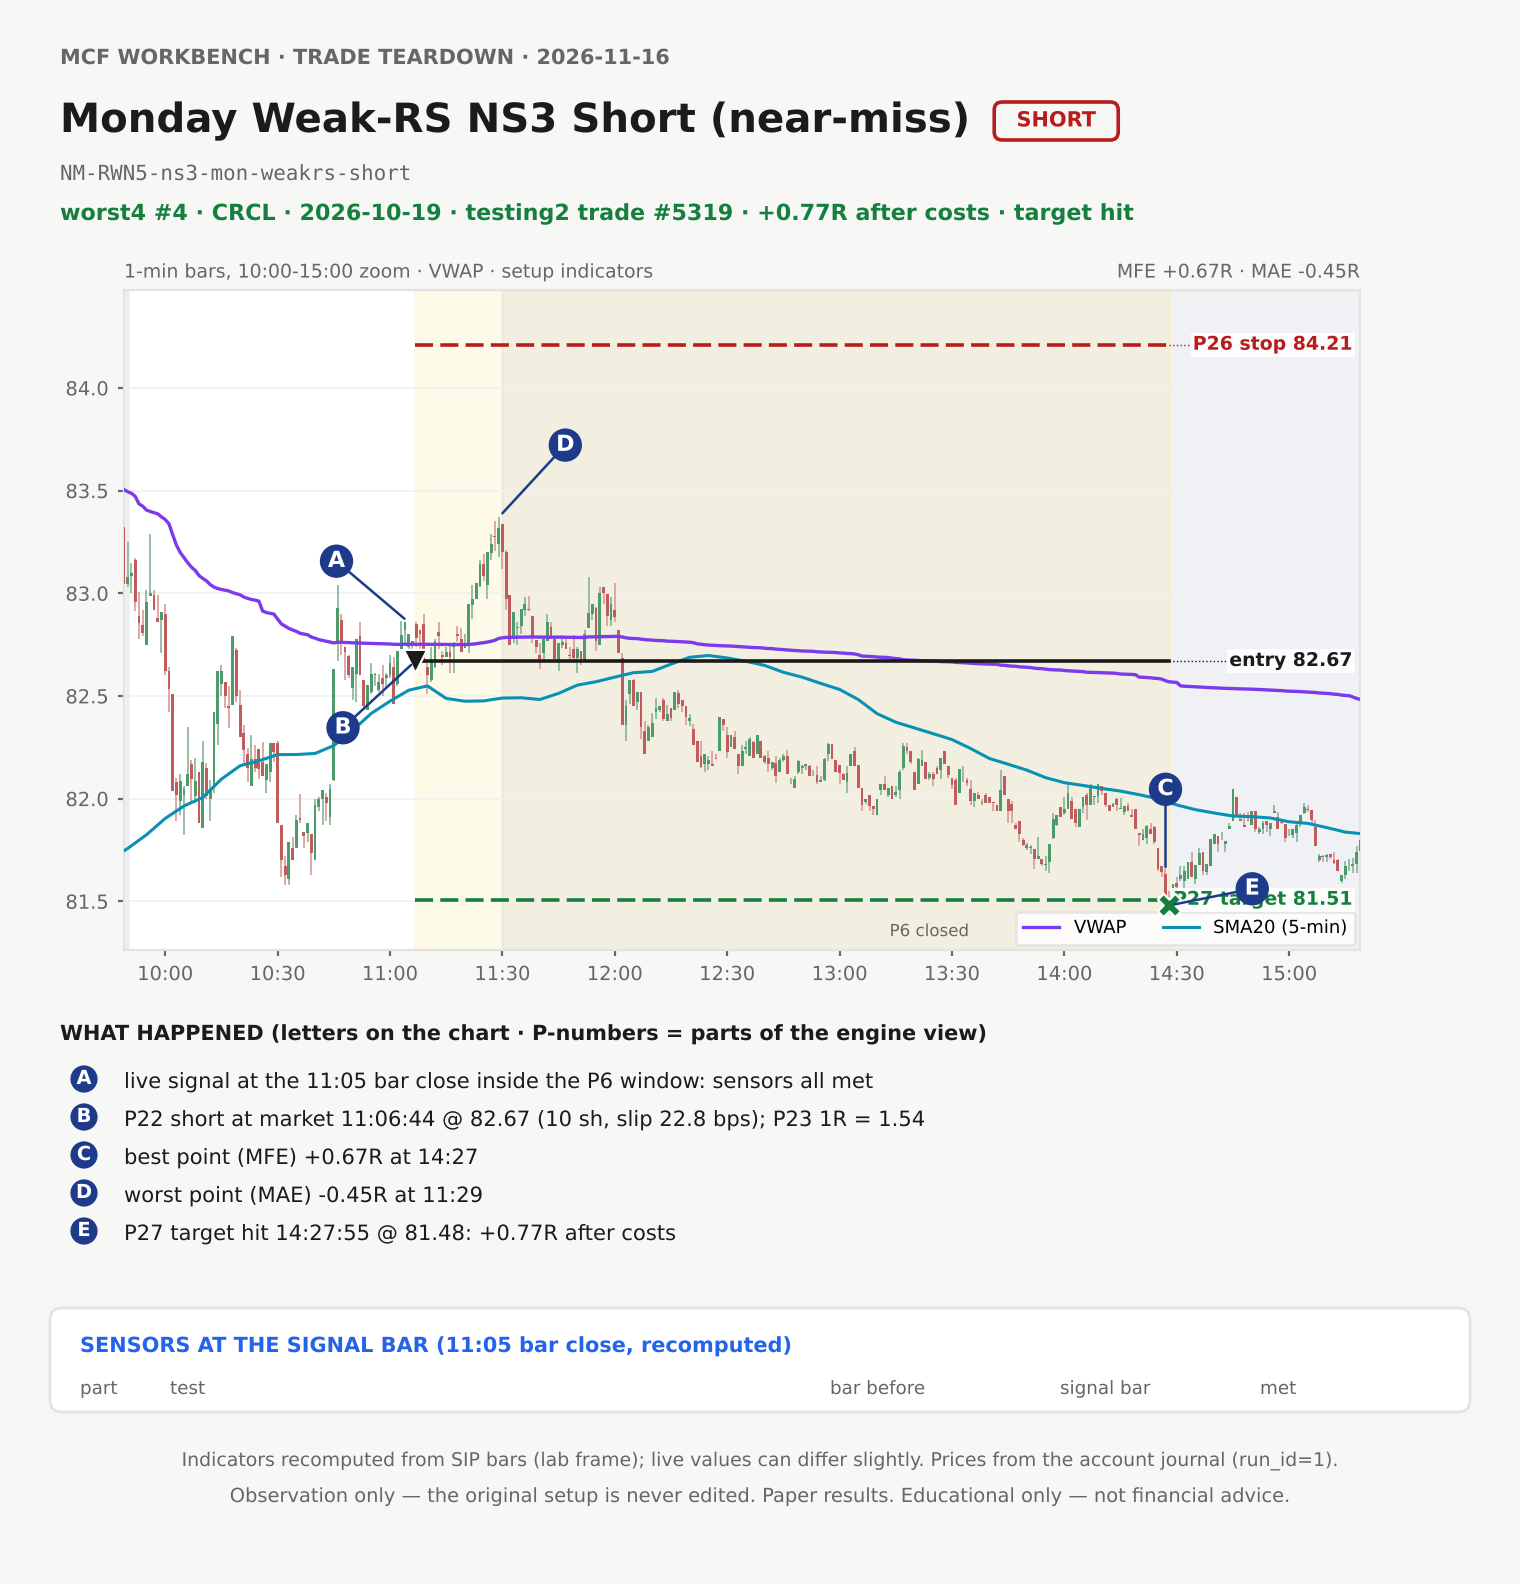 MCF WORKBENCH · TRADE TEARDOWN · 2026-11-16
Monday Weak-RS NS3 Short (near-miss) SHORT
NM-RWN5-ns3-mon-weakrs-short
worst4 #4 · CRCL · 2026-10-19 · testing2 trade #5319 · +0.77R after costs · target hit
1-min bars, 10:00-15:00 zoom · VWAP · setup indicators
MFE +0.67R · MAE -0.45R
P26 stop 84.21
84.0
D
83.5
A
83.0
entry 82.67
82.5
B
C
82.0
E
P27 target 81.51
81.5
P6 closed
VWAP
SMA20 (5-min)
10:00 10:30 11:00 11:30 12:00 12:30 13:00 13:30 14:00 14:30 15:00
WHAT HAPPENED (letters on the chart · P-numbers = parts of the engine view)
A live signal at the 11:05 bar close inside the P6 window: sensors all met
B P22 short at market 11:06:44 @ 82.67 (10 sh, slip 22.8 bps); P23 1R = 1.54
C best point (MFE) +0.67R at 14:27
D worst point (MAE) -0.45R at 11:29
E P27 target hit 14:27:55 @ 81.48: +0.77R after costs
SENSORS AT THE SIGNAL BAR (11:05 bar close, recomputed)
part test bar before signal bar met
Indicators recomputed from SIP bars (lab frame); live values can differ slightly. Prices from the account journal (run_id=1).
Observation only — the original setup is never edited. Paper results. Educational only — not financial advice.